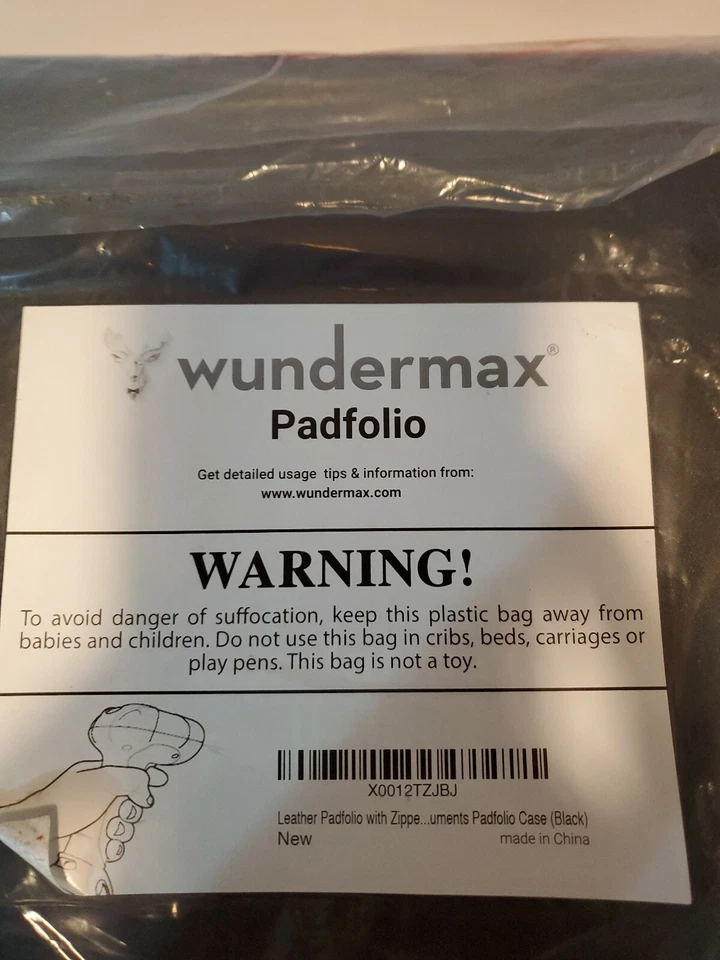 wundermax®
Padfolio
Get detailed usage tips & information from:
www.wundermax.com
WARNING!
To avoid danger of suffocation, keep this plastic bag away from
babies and children. Do not use this bag in cribs, beds, carriages or
play pens. This bag is not a toy.
X0012TZJBJ
Leather Padfolio with Zippe...uments Padfolio Case (Black)
New made in China